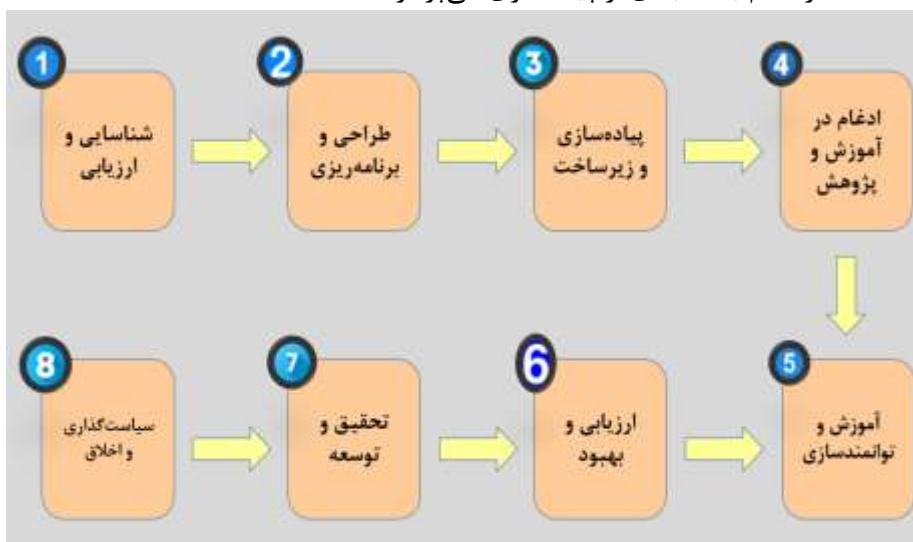 1
شناسایی و
ارزیابی
2
طراحی و
برنامه‌ریزی
3
پیاده‌سازی
و زیرساخت
4
ادغام در
آموزش و
پژوهش
5
آموزش و
توانمندسازی
6
ارزیابی و
بهبود
7
تحقیق و
توسعه
8
سیاست‌گذاری
و اخلاق